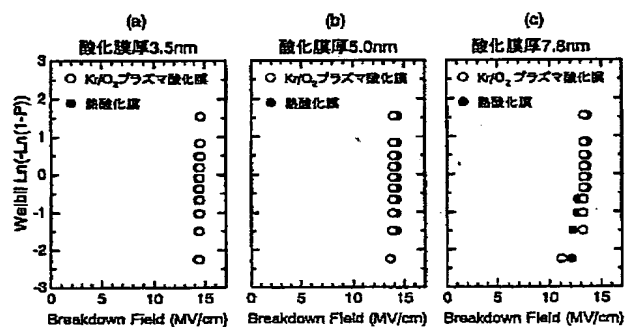 (a) (b) (c)
酸化膜厚3.5nm 酸化膜厚5.0nm 酸化膜厚7.8nm
Kr/O₂プラズマ酸化膜 Kr/O₂プラズマ酸化膜 Kr/O₂プラズマ酸化膜
熱酸化膜 熱酸化膜 熱酸化膜
Weibll Ln(-Ln(1-P))
3
2
1
0
-1
-2
-3
0 5 10 15 0 5 10 15 0 5 10 15
Breakdown Field (MV/cm) Breakdown Field (MV/cm) Breakdown Field (MV/cm)